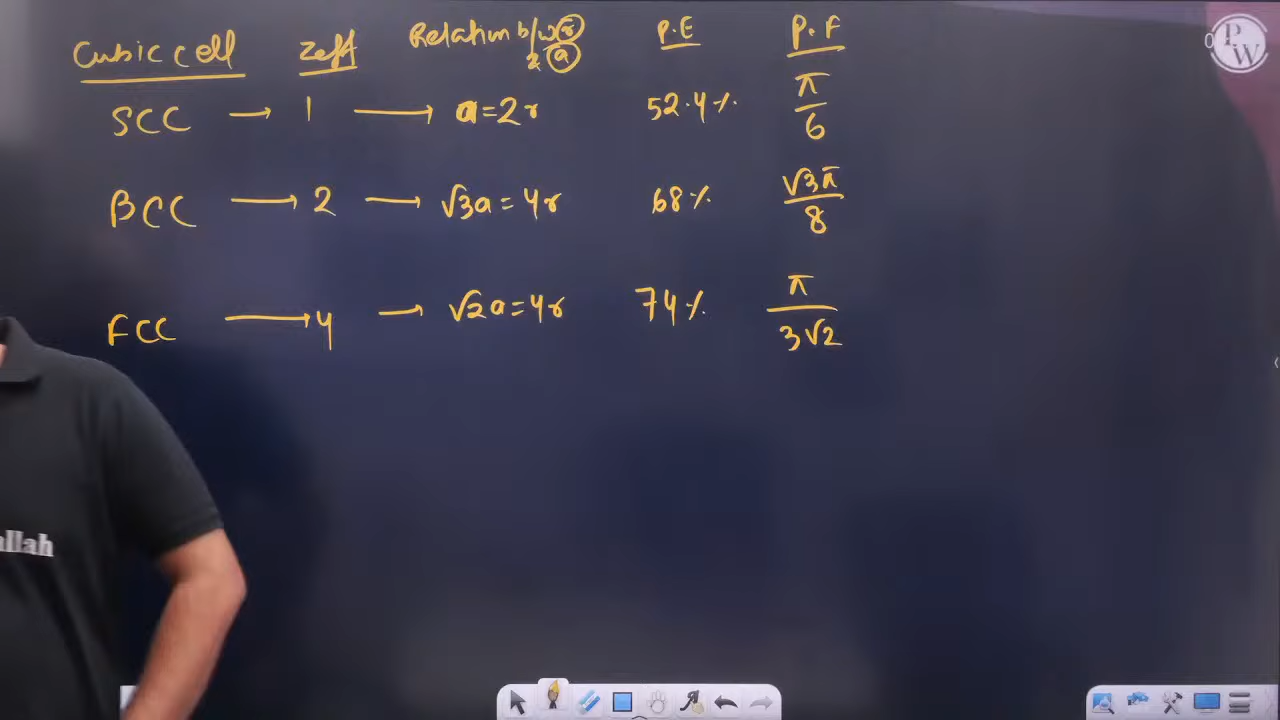 Cubic cell Zeff Relation b/w r & a P.E P.F
SCC → 1 → a=2r 52.4% π/6
BCC → 2 → √3a = 4r 68% √3π/8
FCC → 4 → √2a = 4r 74% π/3√2
PW
allah